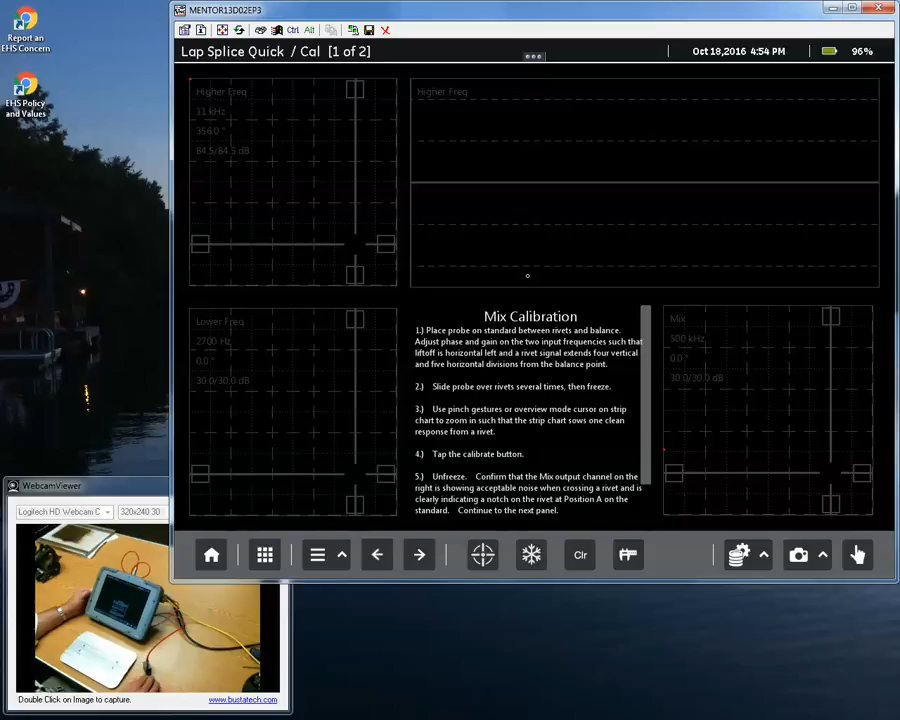 Report an
EHS Concern
EHS Policy
and Values
MENTOR13D02EP3
Ctrl Alt
Lap Splice Quick / Cal [1 of 2]
Oct 18,2016 4:54 PM
96%
Higher Freq
11 kHz
356.0 °
84.5/84.5 dB
Higher Freq
Lower Freq
2700 Hz
0.0 °
30.0/30.0 dB
Mix Calibration
1.) Place probe on standard between rivets and balance.
Adjust phase and gain on the two input frequencies such that
liftoff is horizontal left and a rivet signal extends four vertical
and five horizontal divisions from the balance point.
2.) Slide probe over rivets several times, then freeze.
3.) Use pinch gestures or overview mode cursor on strip
chart to zoom in such that the strip chart sows one clean
response from a rivet.
4.) Tap the calibrate button.
5.) Unfreeze. Confirm that the Mix output channel on the
right is showing acceptable noise when crossing a rivet and is
clearly indicating a notch on the rivet at Position A on the
standard. Continue to the next panel.
Mix
500 kHz
0.0 °
30.0/30.0 dB
Clr
WebcamViewer
Logitech HD Webcam C
320x240 30
Double Click on Image to capture.
www.bustatech.com